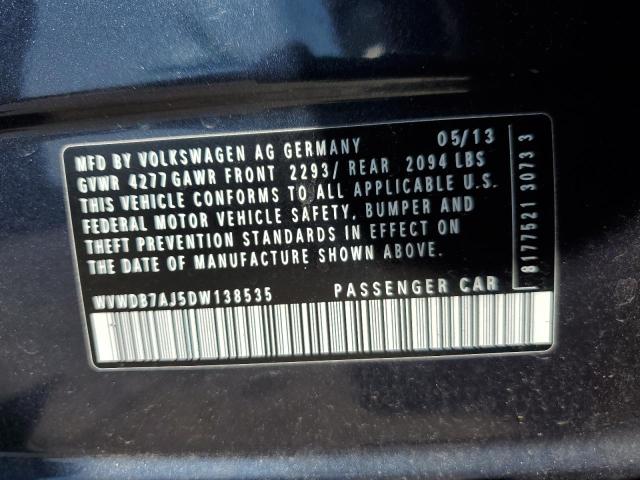 MFD BY VOLKSWAGEN AG GERMANY 05/13
GVWR 4277 GAWR FRONT 2293/ REAR 2094 LBS
THIS VEHICLE CONFORMS TO ALL APPLICABLE U.S.
FEDERAL MOTOR VEHICLE SAFETY, BUMPER AND
THEFT PREVENTION STANDARDS IN EFFECT ON
THE DATE OF MANUFACTURE SHOWN ABOVE.
WVWDB7AJ5DW138535 PASSENGER CAR
8177521 3073 3